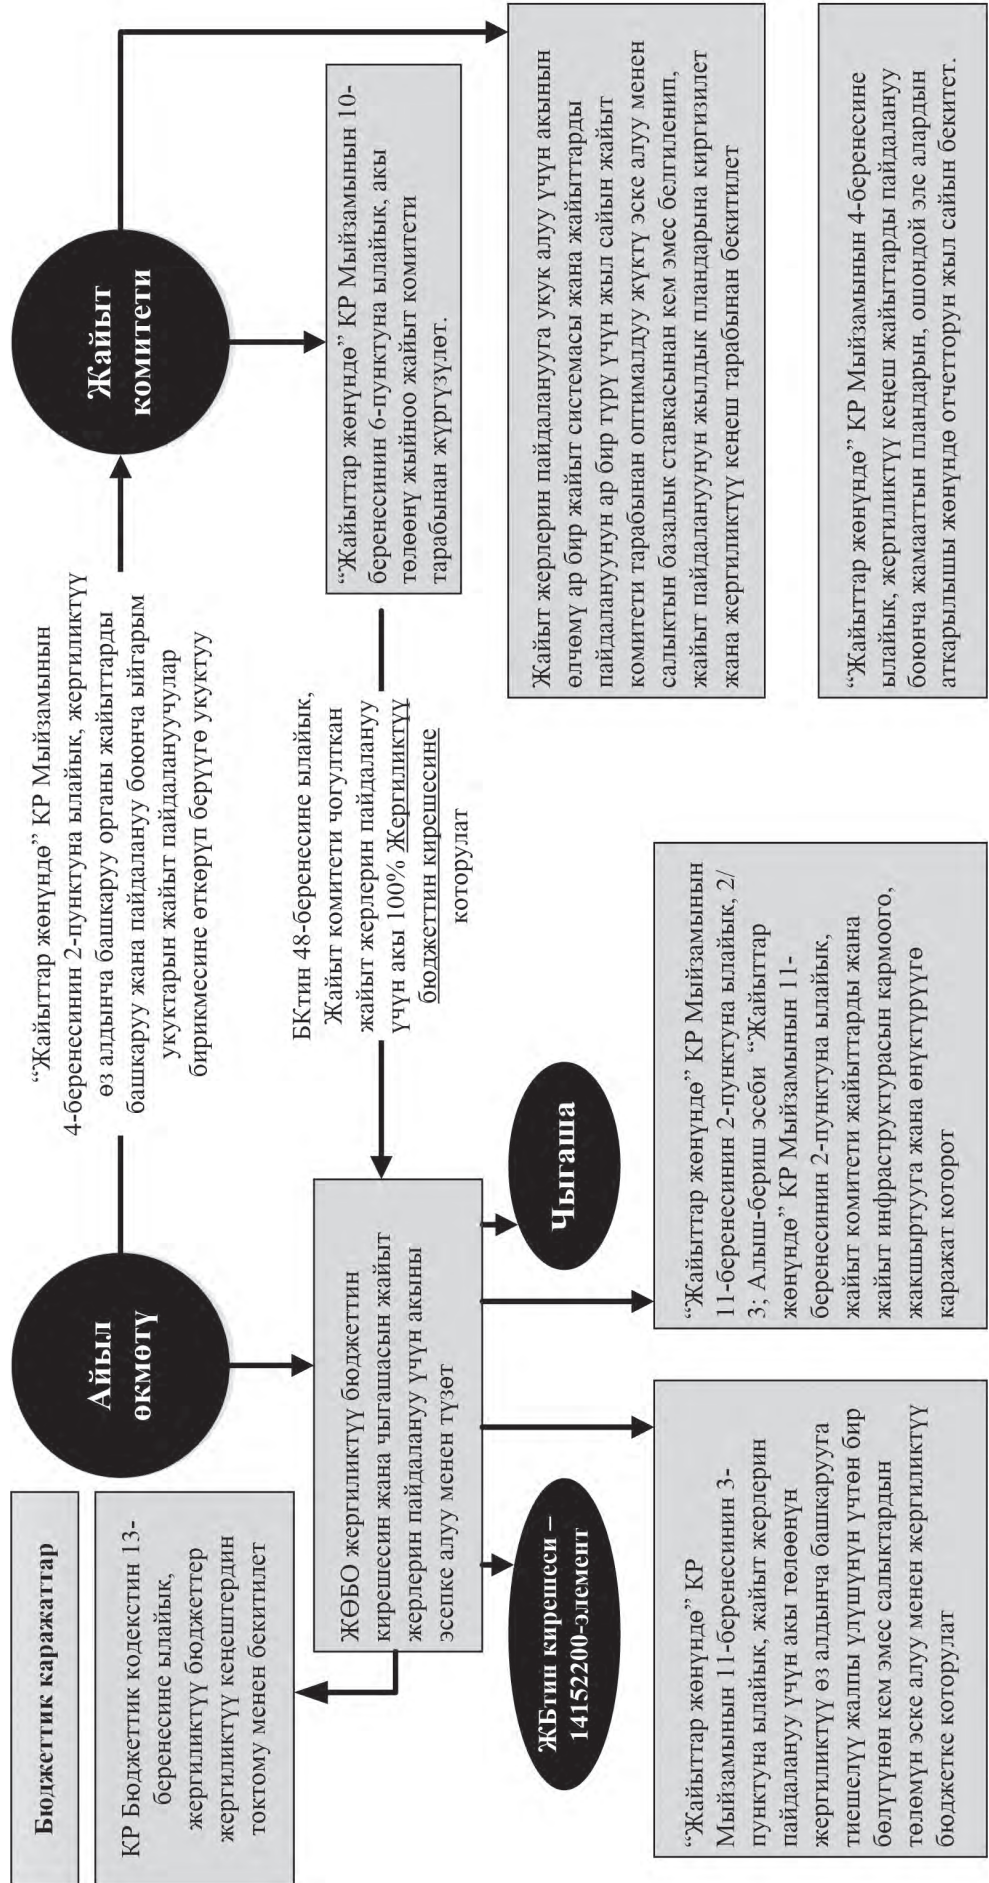 Бюджеттик каражаттар
КР Бюджеттик кодекстин 13-
беренесине ылайык,
жергиликтүү бюджеттер
жергиликтүү кеңештердин
токтому менен бекитилет
Айыл
өкмөтү
“Жайыттар жөнүндө” КР Мыйзамынын
4-беренесинин 2-пунктуна ылайык, жергиликтүү
өз алдынча башкаруу органы жайыттарды
башкаруу жана пайдалануу боюнча ыйгарым
укуктарын жайыт пайдалануучулар
бирикмесине өткөрүп берүүгө укуктуу
Жайыт
комитети
ЖӨБО жергиликтүү бюджеттин
кирешесин жана чыгашасын жайыт
жерлерин пайдалануу үчүн акыны
эсепке алуу менен түзөт
БКтин 48-беренесине ылайык,
Жайыт комитети чогулткан
жайыт жерлерин пайдалануу
үчүн акы 100% Жергиликтүү
бюджеттин кирешесине
которулат
“Жайыттар жөнүндө” КР Мыйзамынын 10-
беренесинин 6-пунктуна ылайык, акы
төлөөнү жыйноо жайыт комитети
тарабынан жүргүзүлөт.
ЖБтин кирешеси –
14152200-элемент
Чыгаша
Жайыт жерлерин пайдаланууга укук алуу үчүн акынын
өлчөмү ар бир жайыт системасы жана жайыттарды
пайдалануунун ар бир түрү үчүн жыл сайын жайыт
комитети тарабынан оптималдуу жүктү эске алуу менен
салыктын базалык ставкасынан кем эмес белгиленип,
жайыт пайдалануунун жылдык пландарына киргизилет
жана жергиликтүү кеңеш тарабынан бекитилет
“Жайыттар жөнүндө” КР
Мыйзамынын 11-беренесинин 3-
пунктуна ылайык, жайыт жерлерин
пайдалануу үчүн акы төлөөнүн
жергиликтүү өз алдынча башкарууга
тиешелүү жалпы үлүшүнүн үчтөн бир
бөлүгүнөн кем эмес салыктардын
төлөмүн эске алуу менен жергиликтүү
бюджетке которулат
“Жайыттар жөнүндө” КР Мыйзамынын
11-беренесинин 2-пунктуна ылайык, 2/
3; Алыш-бериш эсеби “Жайыттар
жөнүндө” КР Мыйзамынын 11-
беренесинин 2-пунктуна ылайык,
жайыт комитети жайыттарды жана
жайыт инфраструктурасын кармоого,
жакшыртууга жана өнүктүрүүгө
каражат которот
“Жайыттар жөнүндө” КР Мыйзамынын 4-беренесине
ылайык, жергиликтүү кеңеш жайыттарды пайдалануу
боюнча жамааттын пландарын, ошондой эле алардын
аткарылышы жөнүндө отчетторун жыл сайын бекитет.